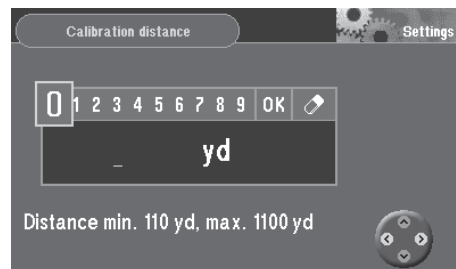 Calibration distance
Settings
0 1 2 3 4 5 6 7 8 9 OK
_ yd
Distance min. 110 yd, max. 1100 yd